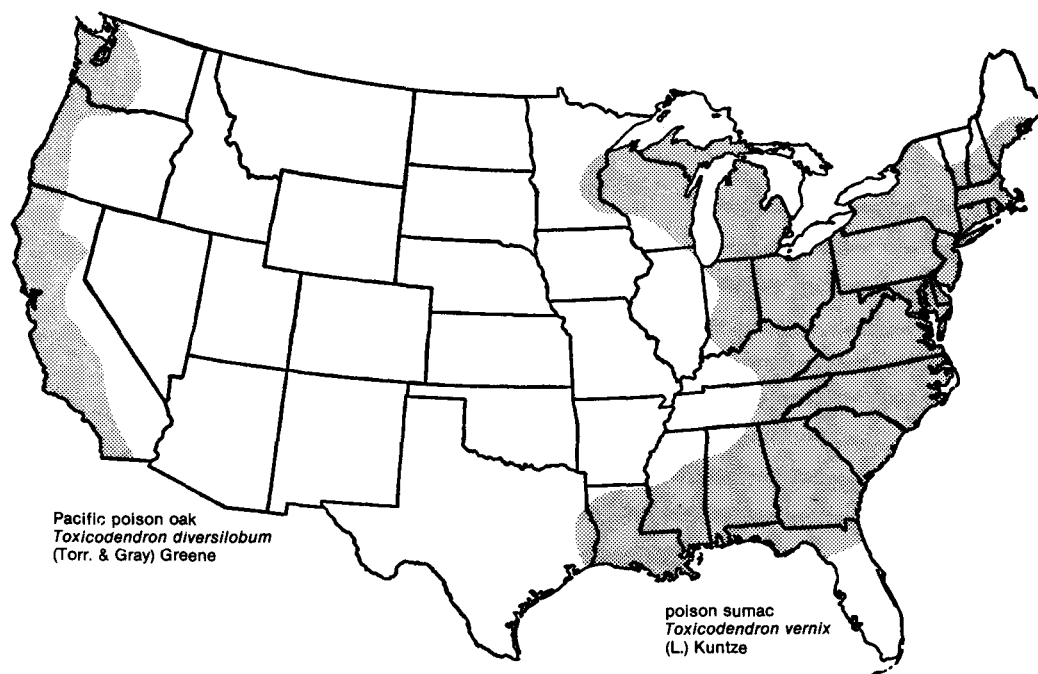 Pacific poison oak
Toxicodendron diversilobum
(Torr. & Gray) Greene
poison sumac
Toxicodendron vernix
(L.) Kuntze